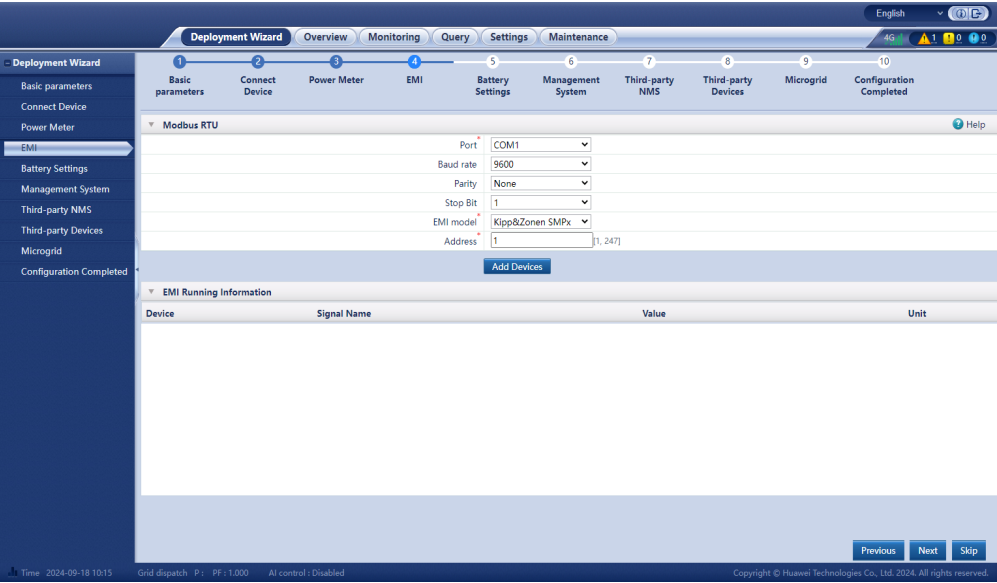 English
Deployment Wizard Overview Monitoring Query Settings Maintenance
4G 1 0 0
Deployment Wizard
Basic parameters
Connect Device
Power Meter
EMI
Battery Settings
Management System
Third-party NMS
Third-party Devices
Microgrid
Configuration Completed
1 2 3 4 5 6 7 8 9 10
Basic Connect Power Meter EMI Battery Management Third-party Third-party Microgrid Configuration
parameters Device Settings System NMS Devices Completed
Modbus RTU ? Help
Port * COM1
Baud rate 9600
Parity None
Stop Bit 1
EMI model * Kipp&Zonen SMPx
Address * 1 [1, 247]
Add Devices
EMI Running Information
Device Signal Name Value Unit
Previous Next Skip
Time 2024-09-18 10:15 Grid dispatch P : PF : 1.000 AI control : Disabled Copyright © Huawei Technologies Co., Ltd. 2024. All rights reserved.